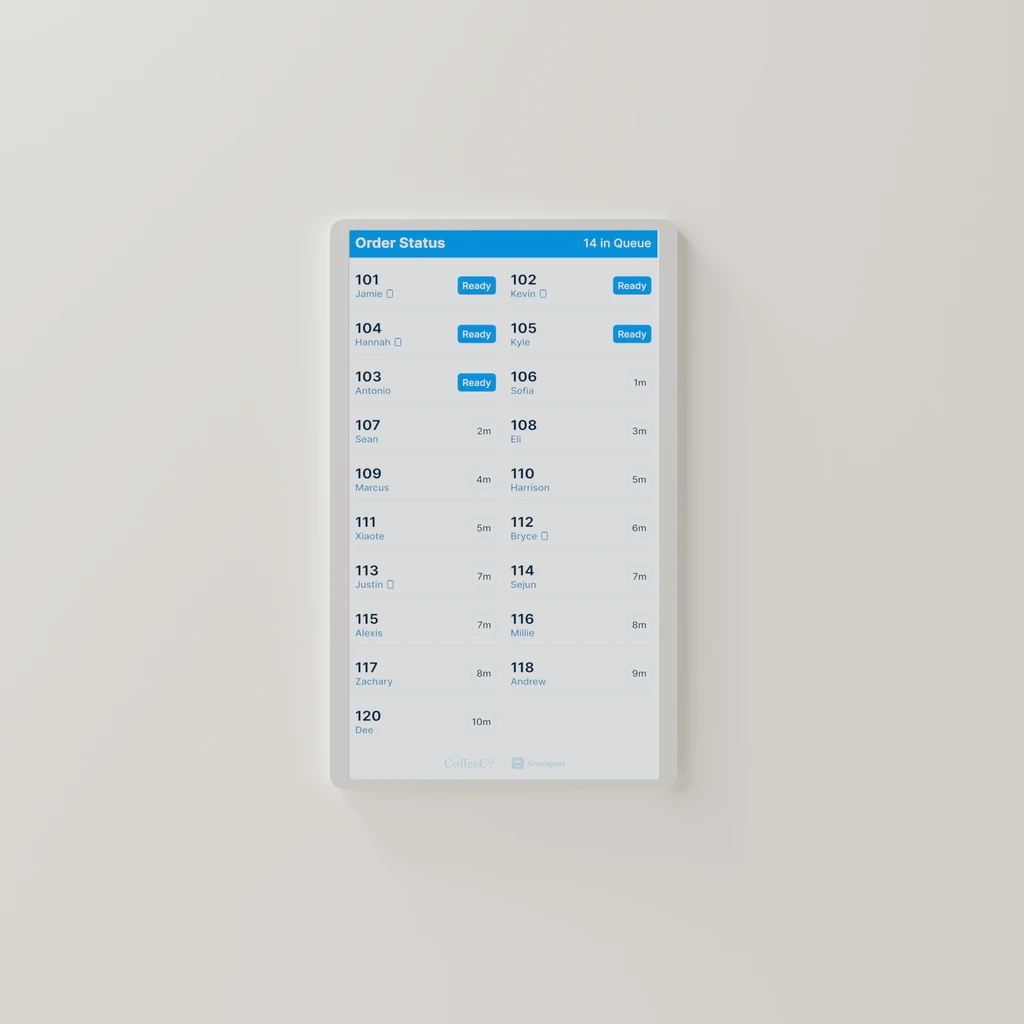 Order Status 14 in Queue
101 Ready 102 Ready
Jamie Kevin
104 Ready 105 Ready
Hannah Kyle
103 Ready 106 1m
Antonio Sofia
107 2m 108 3m
Sean Eli
109 4m 110 5m
Marcus Harrison
111 5m 112 6m
Xiaote Bryce
113 7m 114 7m
Justin Sejun
115 7m 116 8m
Alexis Millie
117 8m 118 9m
Zachary Andrew
120 10m
Dee